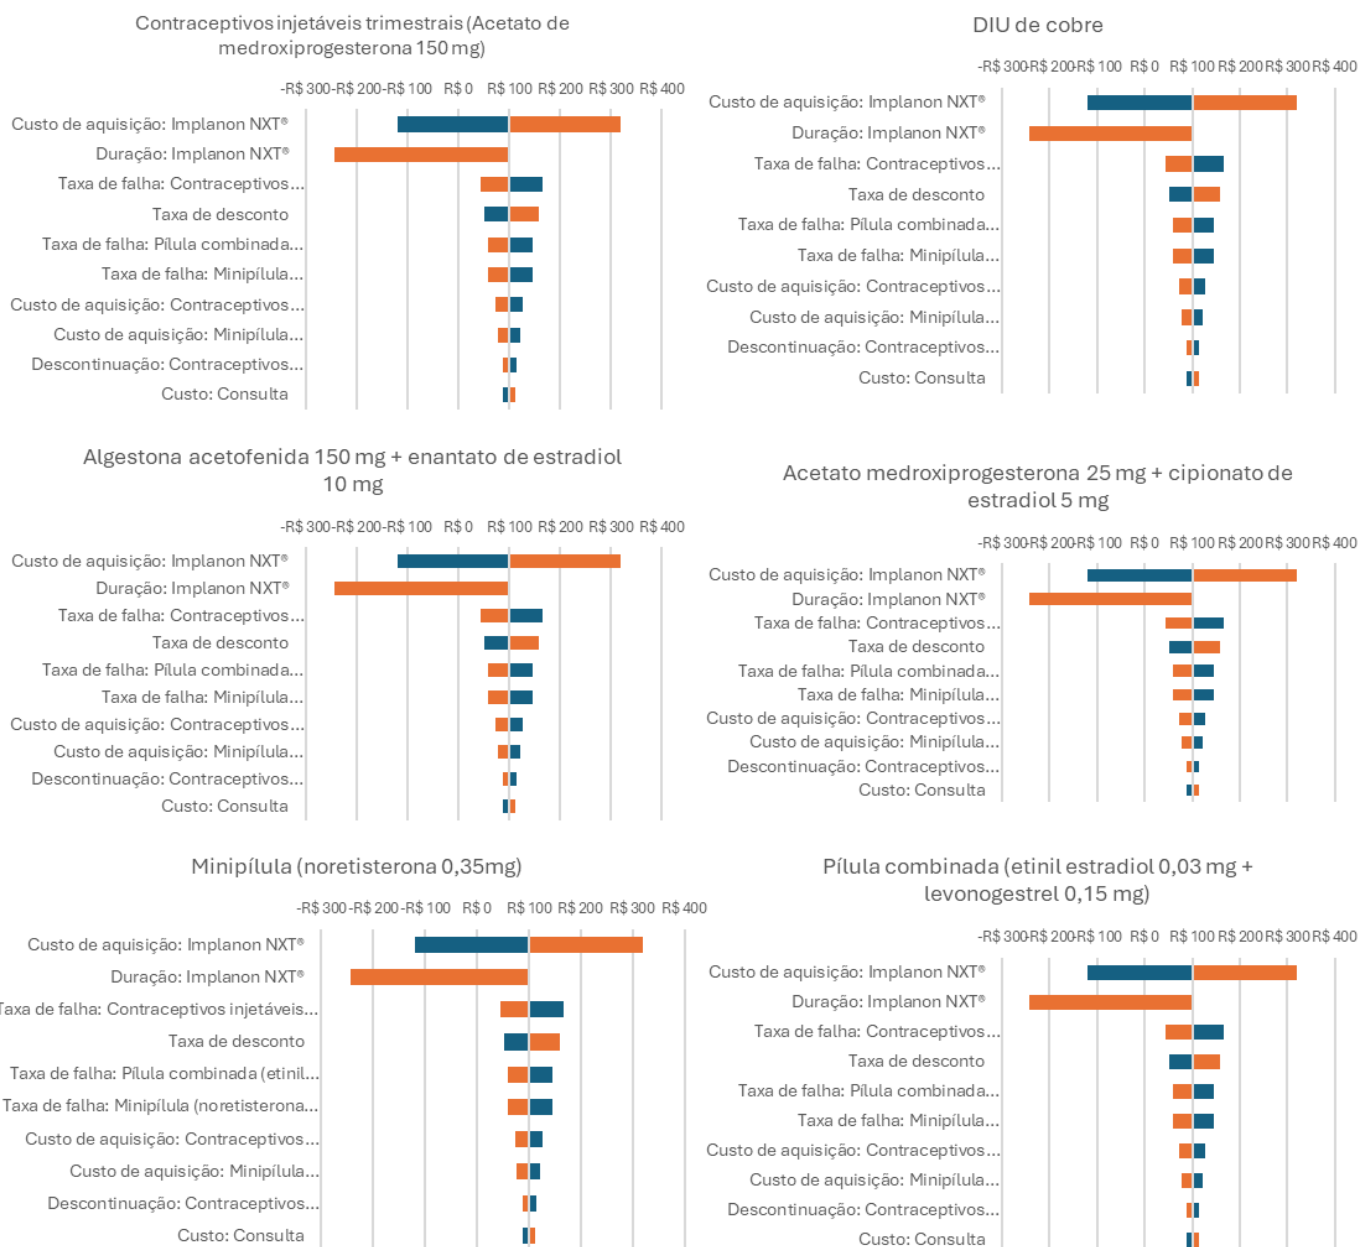 Contraceptivos injetáveis trimestrais (Acetato de
medroxiprogesterona 150 mg)
-R$ 300 -R$ 200 -R$ 100 R$ 0 R$ 100 R$ 200 R$ 300 R$ 400
Custo de aquisição: Implanon NXT®
Duração: Implanon NXT®
Taxa de falha: Contraceptivos...
Taxa de desconto
Taxa de falha: Pílula combinada...
Taxa de falha: Minipílula...
Custo de aquisição: Contraceptivos...
Custo de aquisição: Minipílula...
Descontinuação: Contraceptivos...
Custo: Consulta
DIU de cobre
-R$ 300 -R$ 200 -R$ 100 R$ 0 R$ 100 R$ 200 R$ 300 R$ 400
Custo de aquisição: Implanon NXT®
Duração: Implanon NXT®
Taxa de falha: Contraceptivos...
Taxa de desconto
Taxa de falha: Pílula combinada...
Taxa de falha: Minipílula...
Custo de aquisição: Contraceptivos...
Custo de aquisição: Minipílula...
Descontinuação: Contraceptivos...
Custo: Consulta
Algestona acetofenida 150 mg + enantato de estradiol
10 mg
-R$ 300 -R$ 200 -R$ 100 R$ 0 R$ 100 R$ 200 R$ 300 R$ 400
Custo de aquisição: Implanon NXT®
Duração: Implanon NXT®
Taxa de falha: Contraceptivos...
Taxa de desconto
Taxa de falha: Pílula combinada...
Taxa de falha: Minipílula...
Custo de aquisição: Contraceptivos...
Custo de aquisição: Minipílula...
Descontinuação: Contraceptivos...
Custo: Consulta
Acetato medroxiprogesterona 25 mg + cipionato de
estradiol 5 mg
-R$ 300 -R$ 200 -R$ 100 R$ 0 R$ 100 R$ 200 R$ 300 R$ 400
Custo de aquisição: Implanon NXT®
Duração: Implanon NXT®
Taxa de falha: Contraceptivos...
Taxa de desconto
Taxa de falha: Pílula combinada...
Taxa de falha: Minipílula...
Custo de aquisição: Contraceptivos...
Custo de aquisição: Minipílula...
Descontinuação: Contraceptivos...
Custo: Consulta
Minipílula (noretisterona 0,35mg)
-R$ 300 -R$ 200 -R$ 100 R$ 0 R$ 100 R$ 200 R$ 300 R$ 400
Custo de aquisição: Implanon NXT®
Duração: Implanon NXT®
Taxa de falha: Contraceptivos injetáveis...
Taxa de desconto
Taxa de falha: Pílula combinada (etinil...
Taxa de falha: Minipílula (noretisterona...
Custo de aquisição: Contraceptivos...
Custo de aquisição: Minipílula...
Descontinuação: Contraceptivos...
Custo: Consulta
Pílula combinada (etinil estradiol 0,03 mg +
levonogestrel 0,15 mg)
-R$ 300 -R$ 200 -R$ 100 R$ 0 R$ 100 R$ 200 R$ 300 R$ 400
Custo de aquisição: Implanon NXT®
Duração: Implanon NXT®
Taxa de falha: Contraceptivos...
Taxa de desconto
Taxa de falha: Pílula combinada...
Taxa de falha: Minipílula...
Custo de aquisição: Contraceptivos...
Custo de aquisição: Minipílula...
Descontinuação: Contraceptivos...
Custo: Consulta